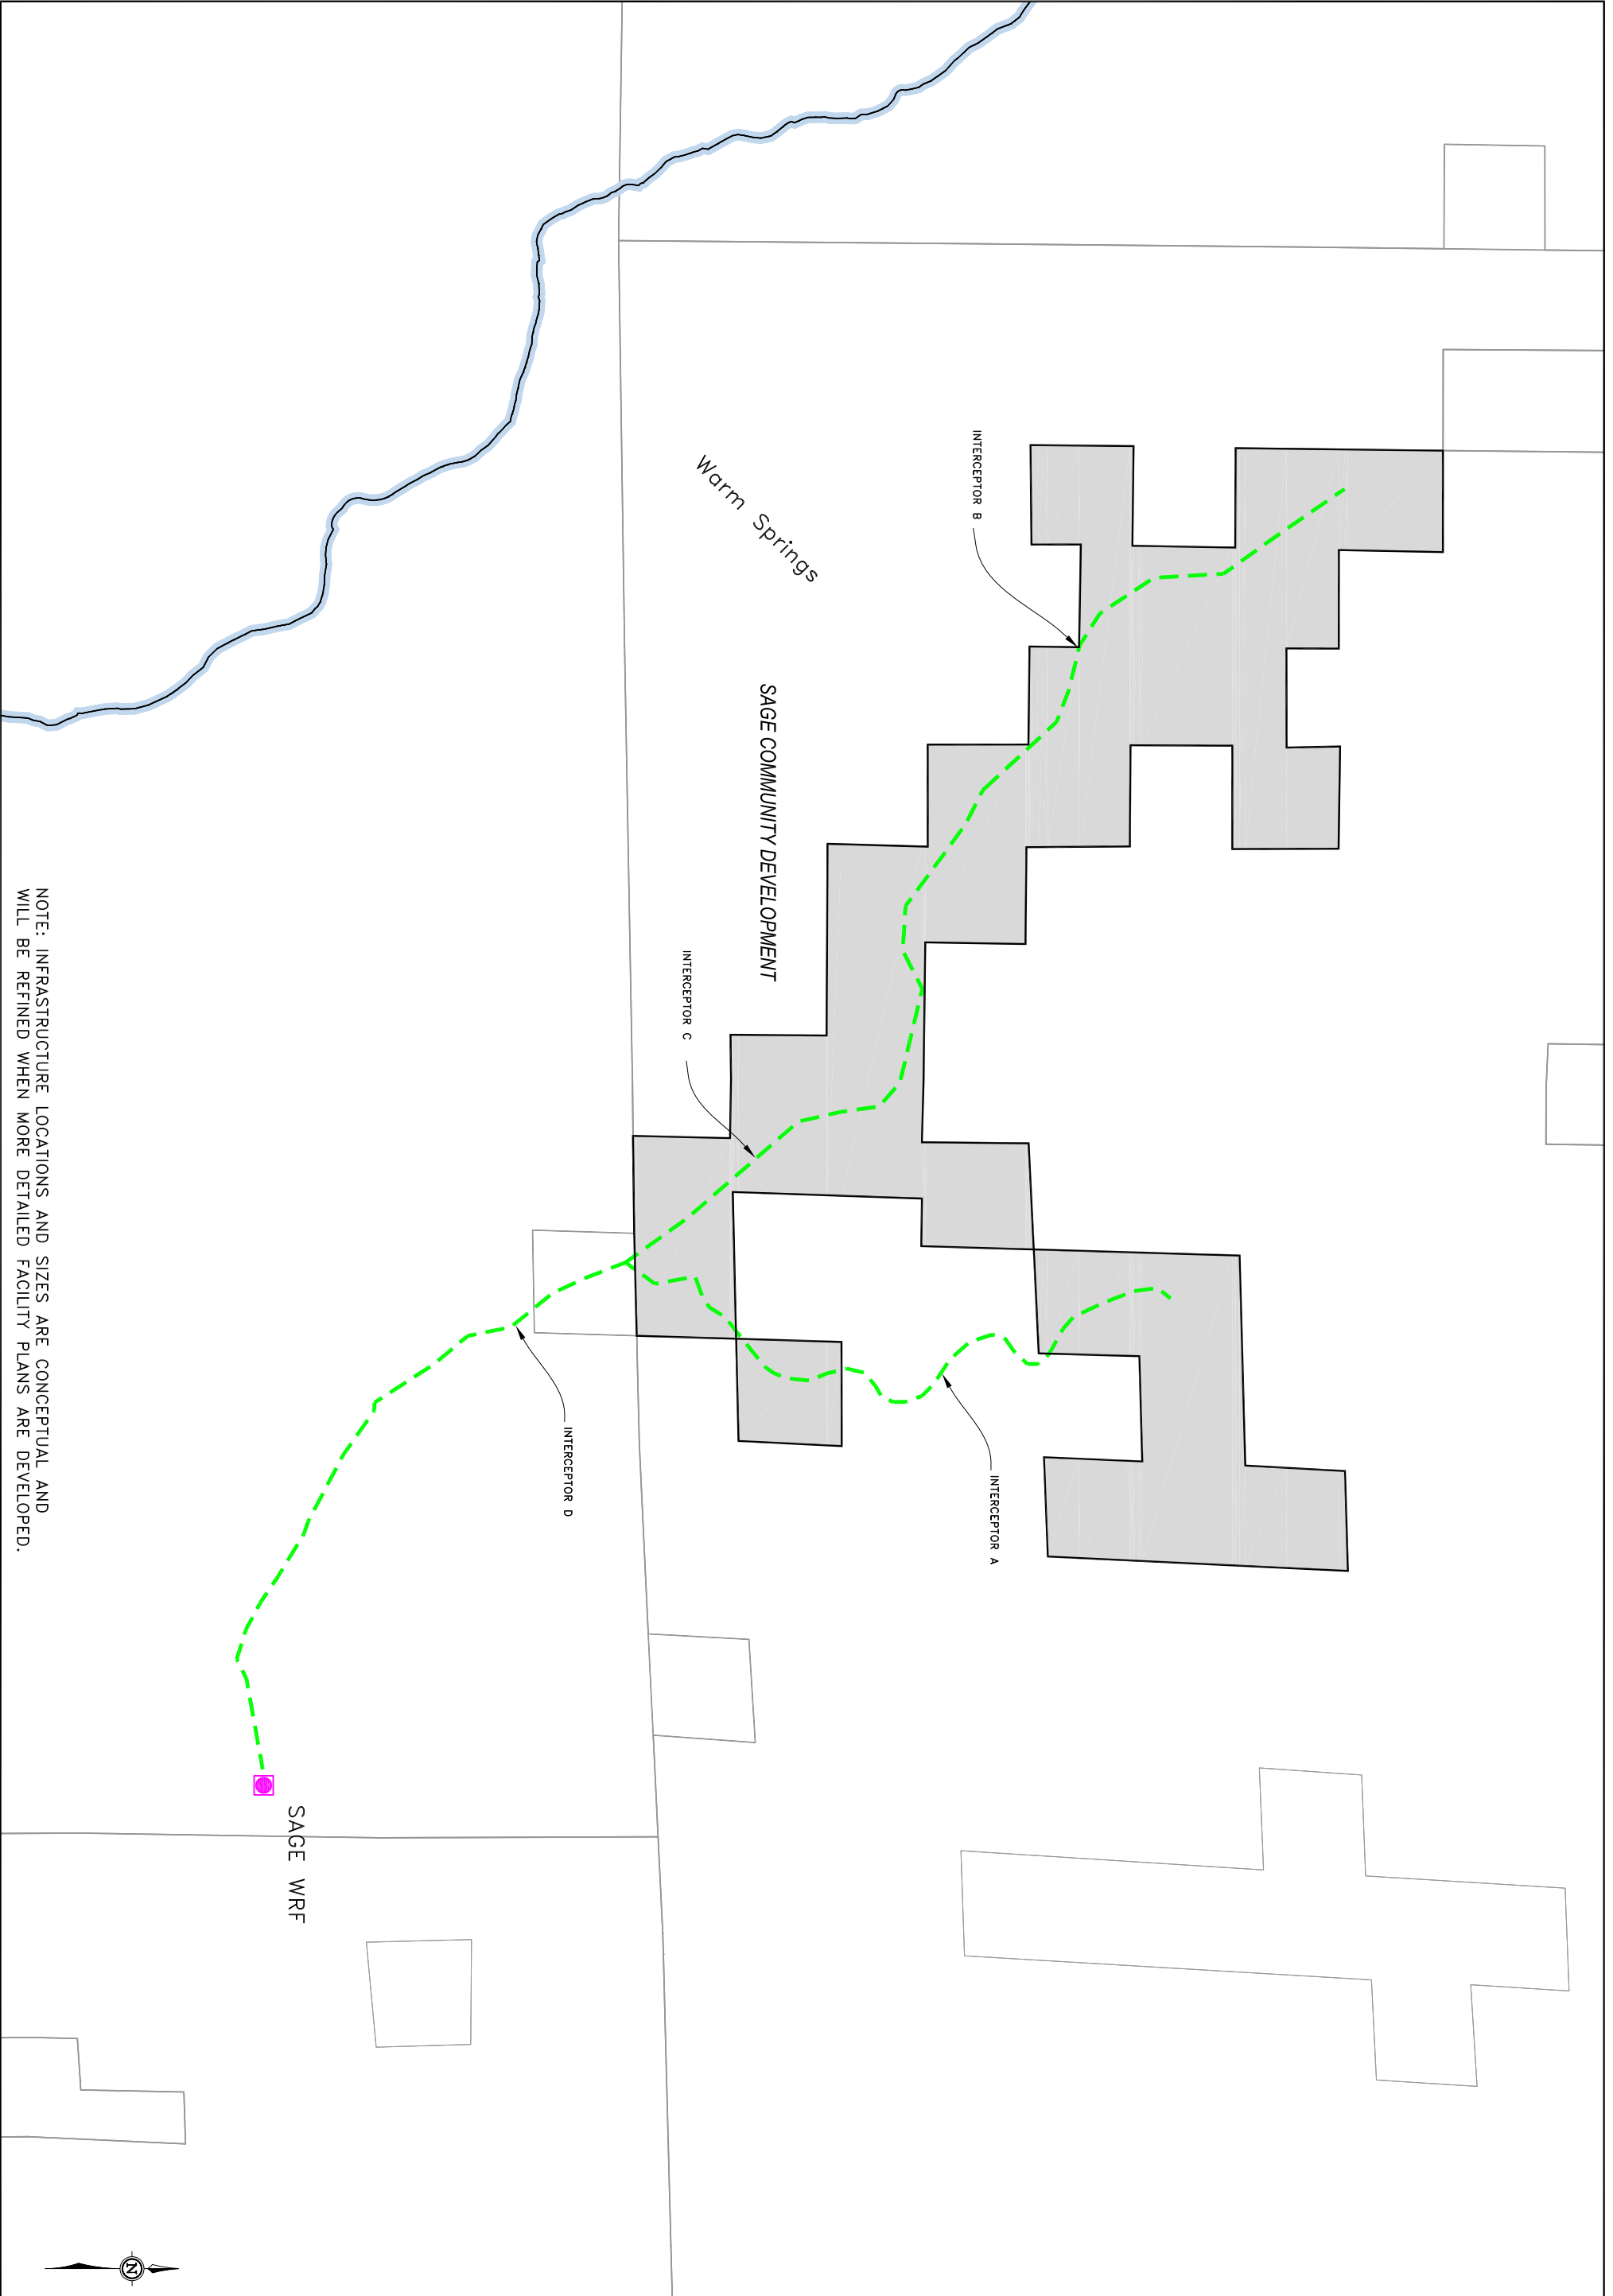 INTERCEPTOR B
Warm Springs
SAGE COMMUNITY DEVELOPMENT
INTERCEPTOR C
INTERCEPTOR A
INTERCEPTOR D
SAGE WRF
NOTE: INFRASTRUCTURE LOCATIONS AND SIZES ARE CONCEPTUAL AND
WILL BE REFINED WHEN MORE DETAILED FACILITY PLANS ARE DEVELOPED.
N